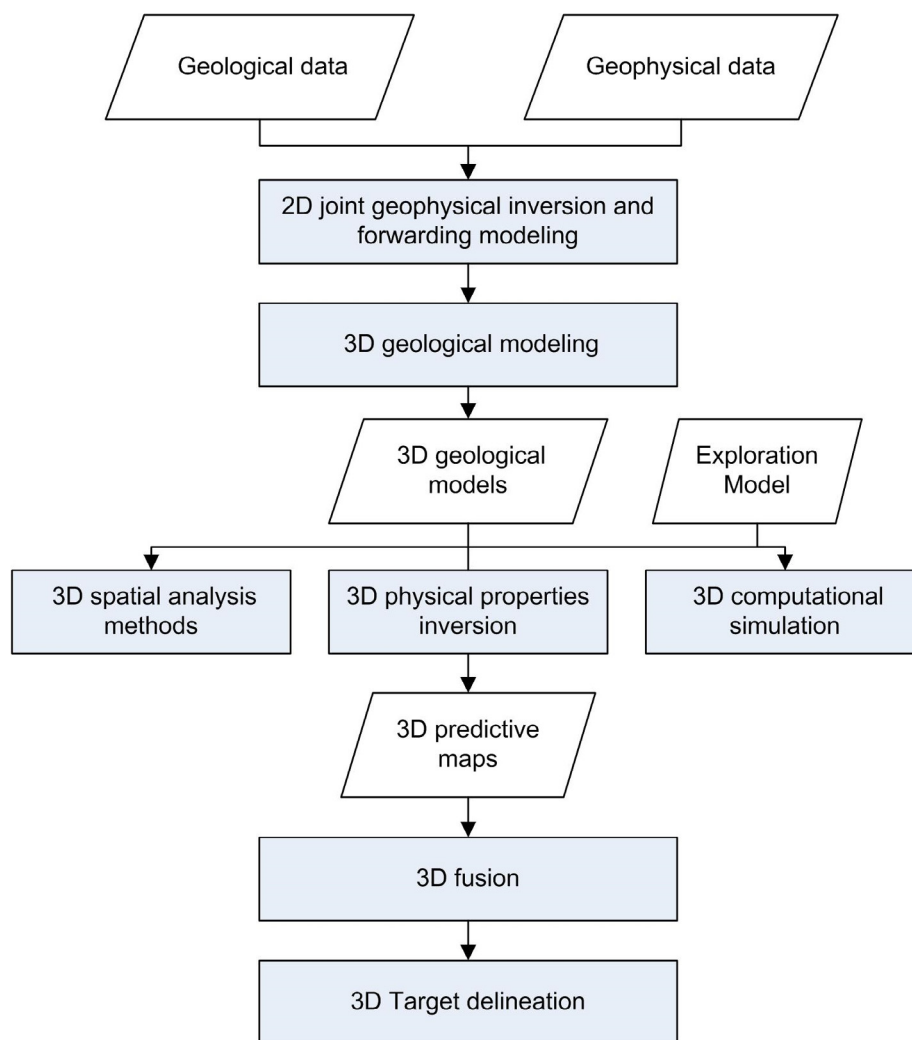 Geological data
Geophysical data
2D joint geophysical inversion and
forwarding modeling
3D geological modeling
3D geological
models
Exploration
Model
3D spatial analysis
methods
3D physical properties
inversion
3D computational
simulation
3D predictive
maps
3D fusion
3D Target delineation